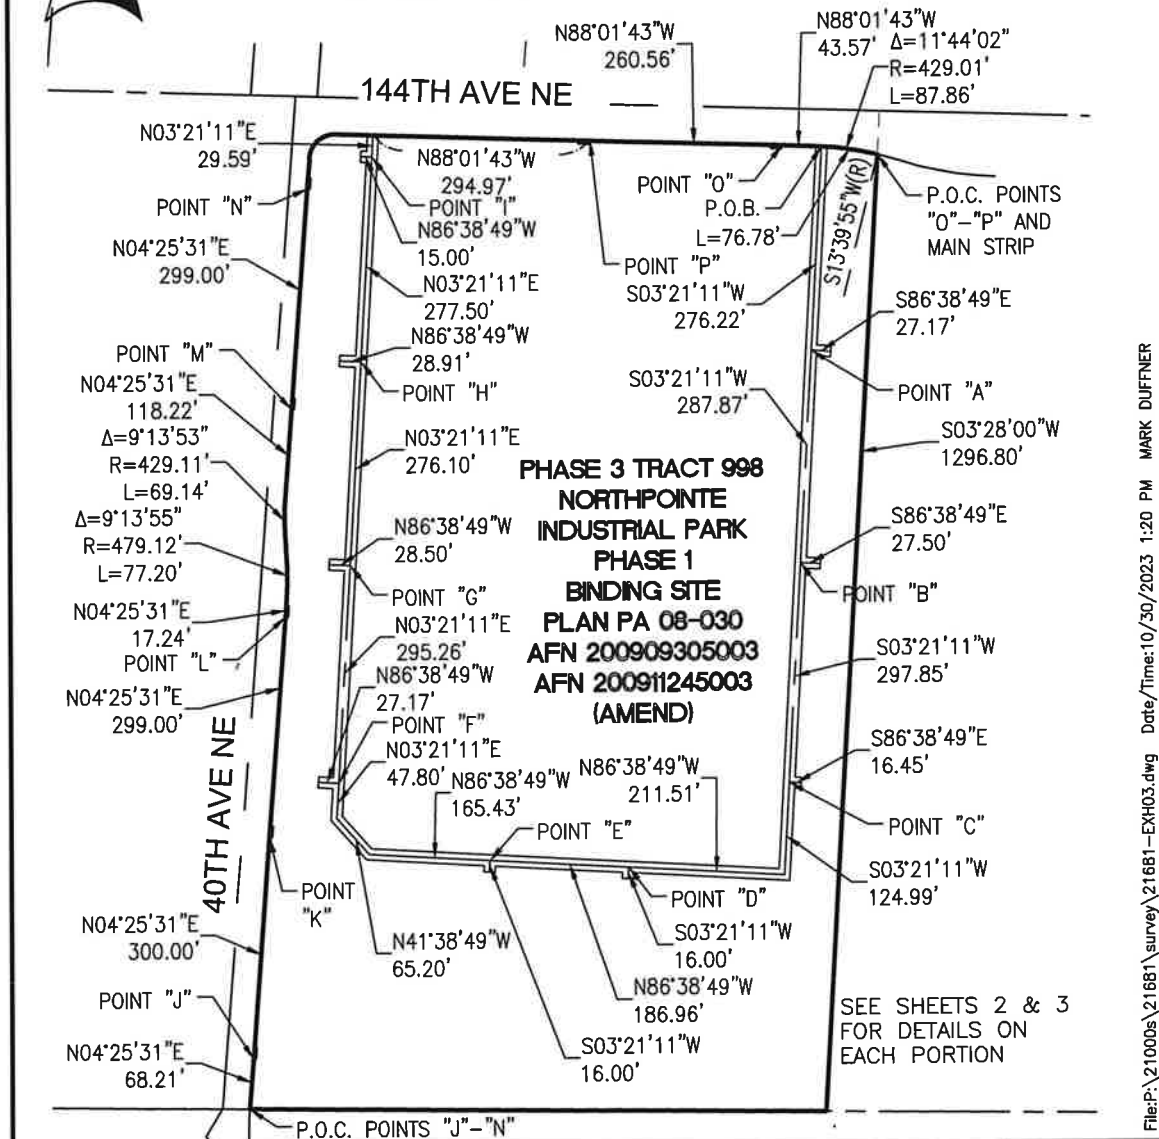 N88°01'43"W
260.56'
N88°01'43"W
43.57'
Δ=11°44'02"
R=429.01'
L=87.86'
144TH AVE NE
N03°21'11"E
29.59'
N88°01'43"W
294.97'
POINT "I"
N86°38'49"W
15.00'
POINT "N"
N04°25'31"E
299.00'
POINT "O"
P.O.B.
L=76.78'
POINT "P"
S13°39'55"W(R)
P.O.C. POINTS
"O"-"P" AND
MAIN STRIP
N03°21'11"E
277.50'
S03°21'11"W
276.22'
S86°38'49"E
27.17'
POINT "M"
N86°38'49"W
28.91'
POINT "H"
POINT "A"
N04°25'31"E
118.22'
S03°21'11"W
287.87'
S03°28'00"W
1296.80'
Δ=9°13'53"
R=429.11'
L=69.14'
N03°21'11"E
276.10'
PHASE 3 TRACT 998
NORTHPOINTE
INDUSTRIAL PARK
PHASE 1
BINDING SITE
PLAN PA 08-030
AFN 200909305003
AFN 200911245003
(AMEND)
Δ=9°13'55"
R=479.12'
L=77.20'
N86°38'49"W
28.50'
POINT "G"
S86°38'49"E
27.50'
POINT "B"
N04°25'31"E
17.24'
POINT "L"
N03°21'11"E
295.26'
S03°21'11"W
297.85'
N04°25'31"E
299.00'
N86°38'49"W
27.17'
POINT "F"
N03°21'11"E
47.80'
N86°38'49"W
165.43'
N86°38'49"W
211.51'
S86°38'49"E
16.45'
POINT "C"
40TH AVE NE
POINT "E"
POINT "D"
S03°21'11"W
124.99'
POINT
"K"
N04°25'31"E
300.00'
N41°38'49"W
65.20'
S03°21'11"W
16.00'
N86°38'49"W
186.96'
S03°21'11"W
16.00'
POINT "J"
N04°25'31"E
68.21'
SEE SHEETS 2 & 3
FOR DETAILS ON
EACH PORTION
P.O.C. POINTS "J"-"N"
File:P:\21000s\21681\survey\21681-EXH03.dwg Date/Time:10/30/2023 1:20 PM MARK DUFFNER